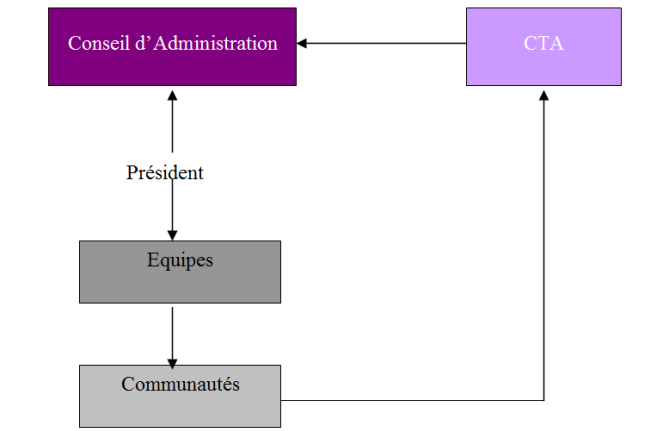 Conseil d'Administration
CTA
Président
Equipes
Communautés